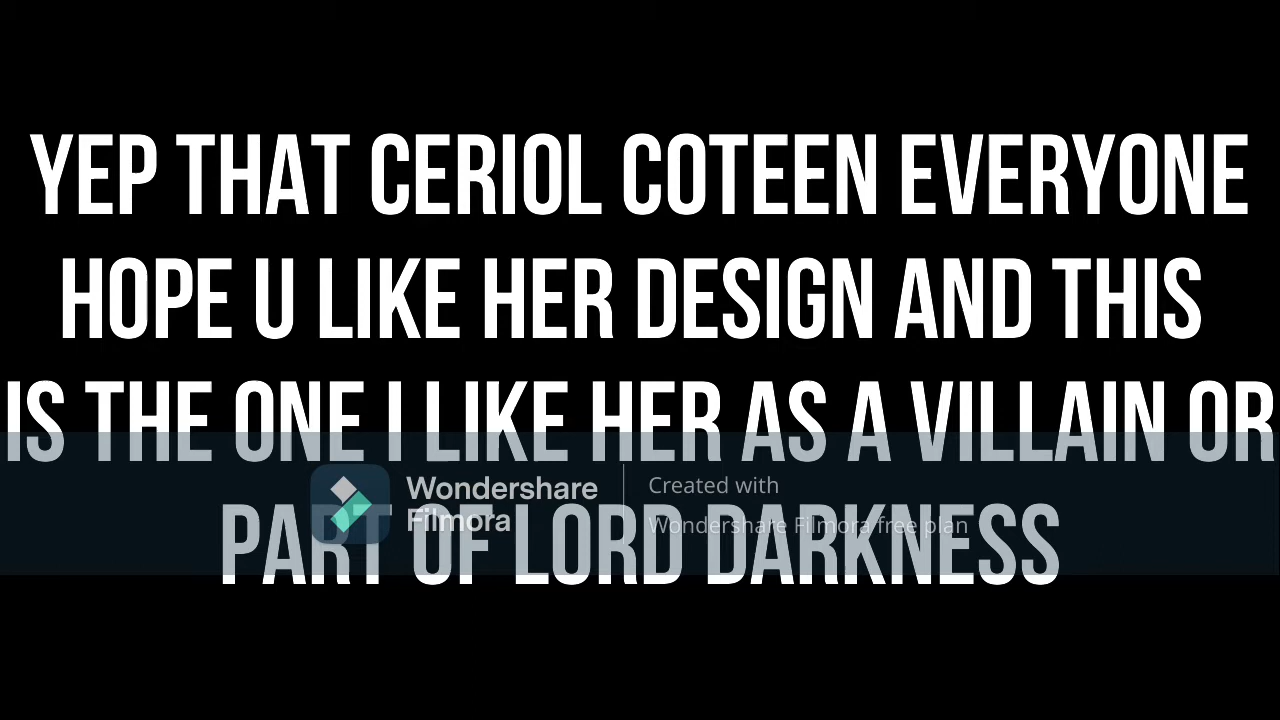 YEP THAT CERIOL COTEEN EVERYONE
HOPE U LIKE HER DESIGN AND THIS
IS THE ONE I LIKE HER AS A VILLAIN OR
PART OF LORD DARKNESS
Wondershare
Filmora
Created with
Wondershare Filmora free plan